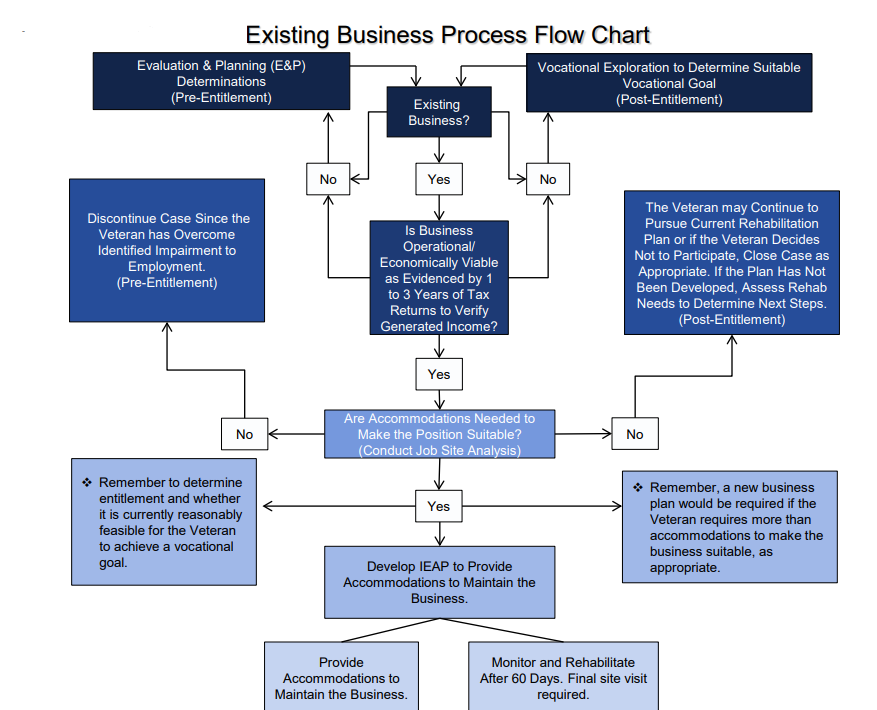 Existing Business Process Flow Chart
Evaluation & Planning (E&P)
Determinations
(Pre-Entitlement)
Vocational Exploration to Determine Suitable
Vocational Goal
(Post-Entitlement)
Existing
Business?
No
Yes
No
Discontinue Case Since the
Veteran has Overcome
Identified Impairment to
Employment.
(Pre-Entitlement)
Is Business
Operational/
Economically Viable
as Evidenced by 1
to 3 Years of Tax
Returns to Verify
Generated Income?
The Veteran may Continue to
Pursue Current Rehabilitation
Plan or if the Veteran Decides
Not to Participate, Close Case as
Appropriate. If the Plan Has Not
Been Developed, Assess Rehab
Needs to Determine Next Steps.
(Post-Entitlement)
Yes
No
Are Accommodations Needed to
Make the Position Suitable?
(Conduct Job Site Analysis)
No
❖ Remember to determine
entitlement and whether
it is currently reasonably
feasible for the Veteran
to achieve a vocational
goal.
Yes
❖ Remember, a new business
plan would be required if the
Veteran requires more than
accommodations to make the
business suitable, as
appropriate.
Develop IEAP to Provide
Accommodations to Maintain the
Business.
Provide
Accommodations to
Maintain the Business.
Monitor and Rehabilitate
After 60 Days. Final site visit
required.